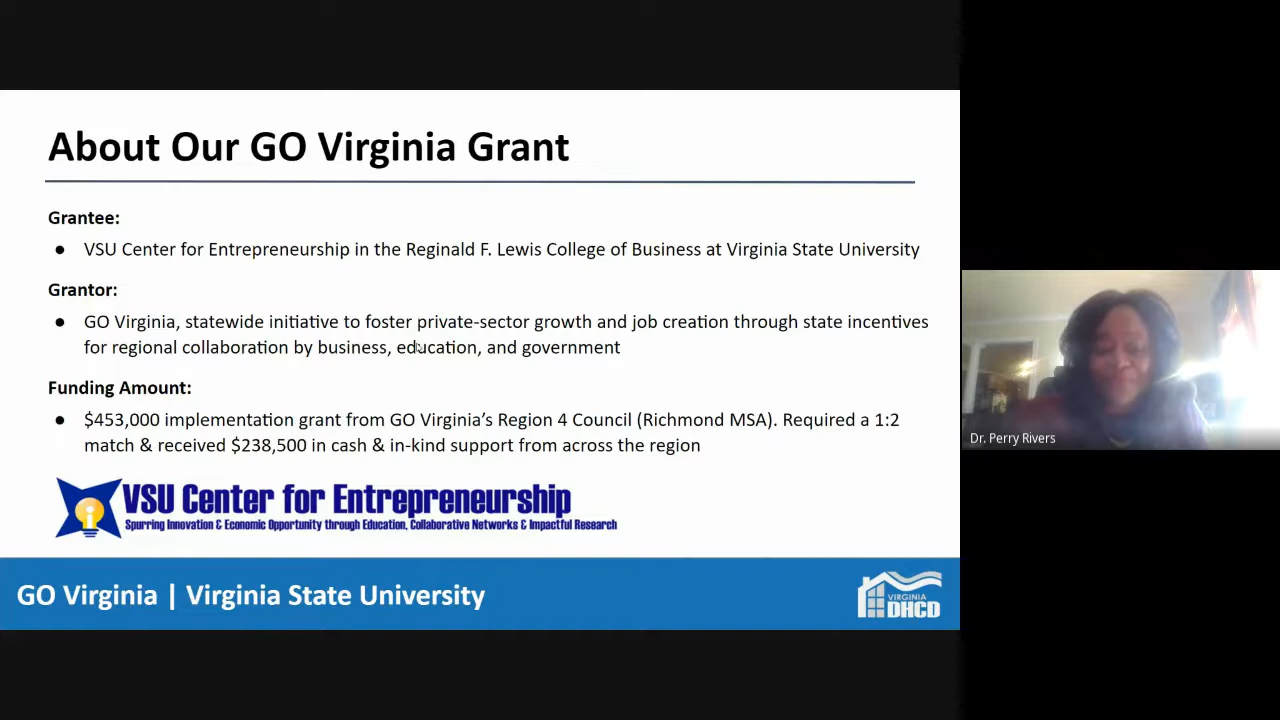 About Our GO Virginia Grant
Grantee:
● VSU Center for Entrepreneurship in the Reginald F. Lewis College of Business at Virginia State University
Grantor:
● GO Virginia, statewide initiative to foster private-sector growth and job creation through state incentives
for regional collaboration by business, education, and government
Funding Amount:
● $453,000 implementation grant from GO Virginia’s Region 4 Council (Richmond MSA). Required a 1:2
match & received $238,500 in cash & in-kind support from across the region
VSU Center for Entrepreneurship
Spurring Innovation & Economic Opportunity through Education, Collaborative Networks & Impactful Research
GO Virginia | Virginia State University
VIRGINIA
DHCD
Dr. Perry Rivers